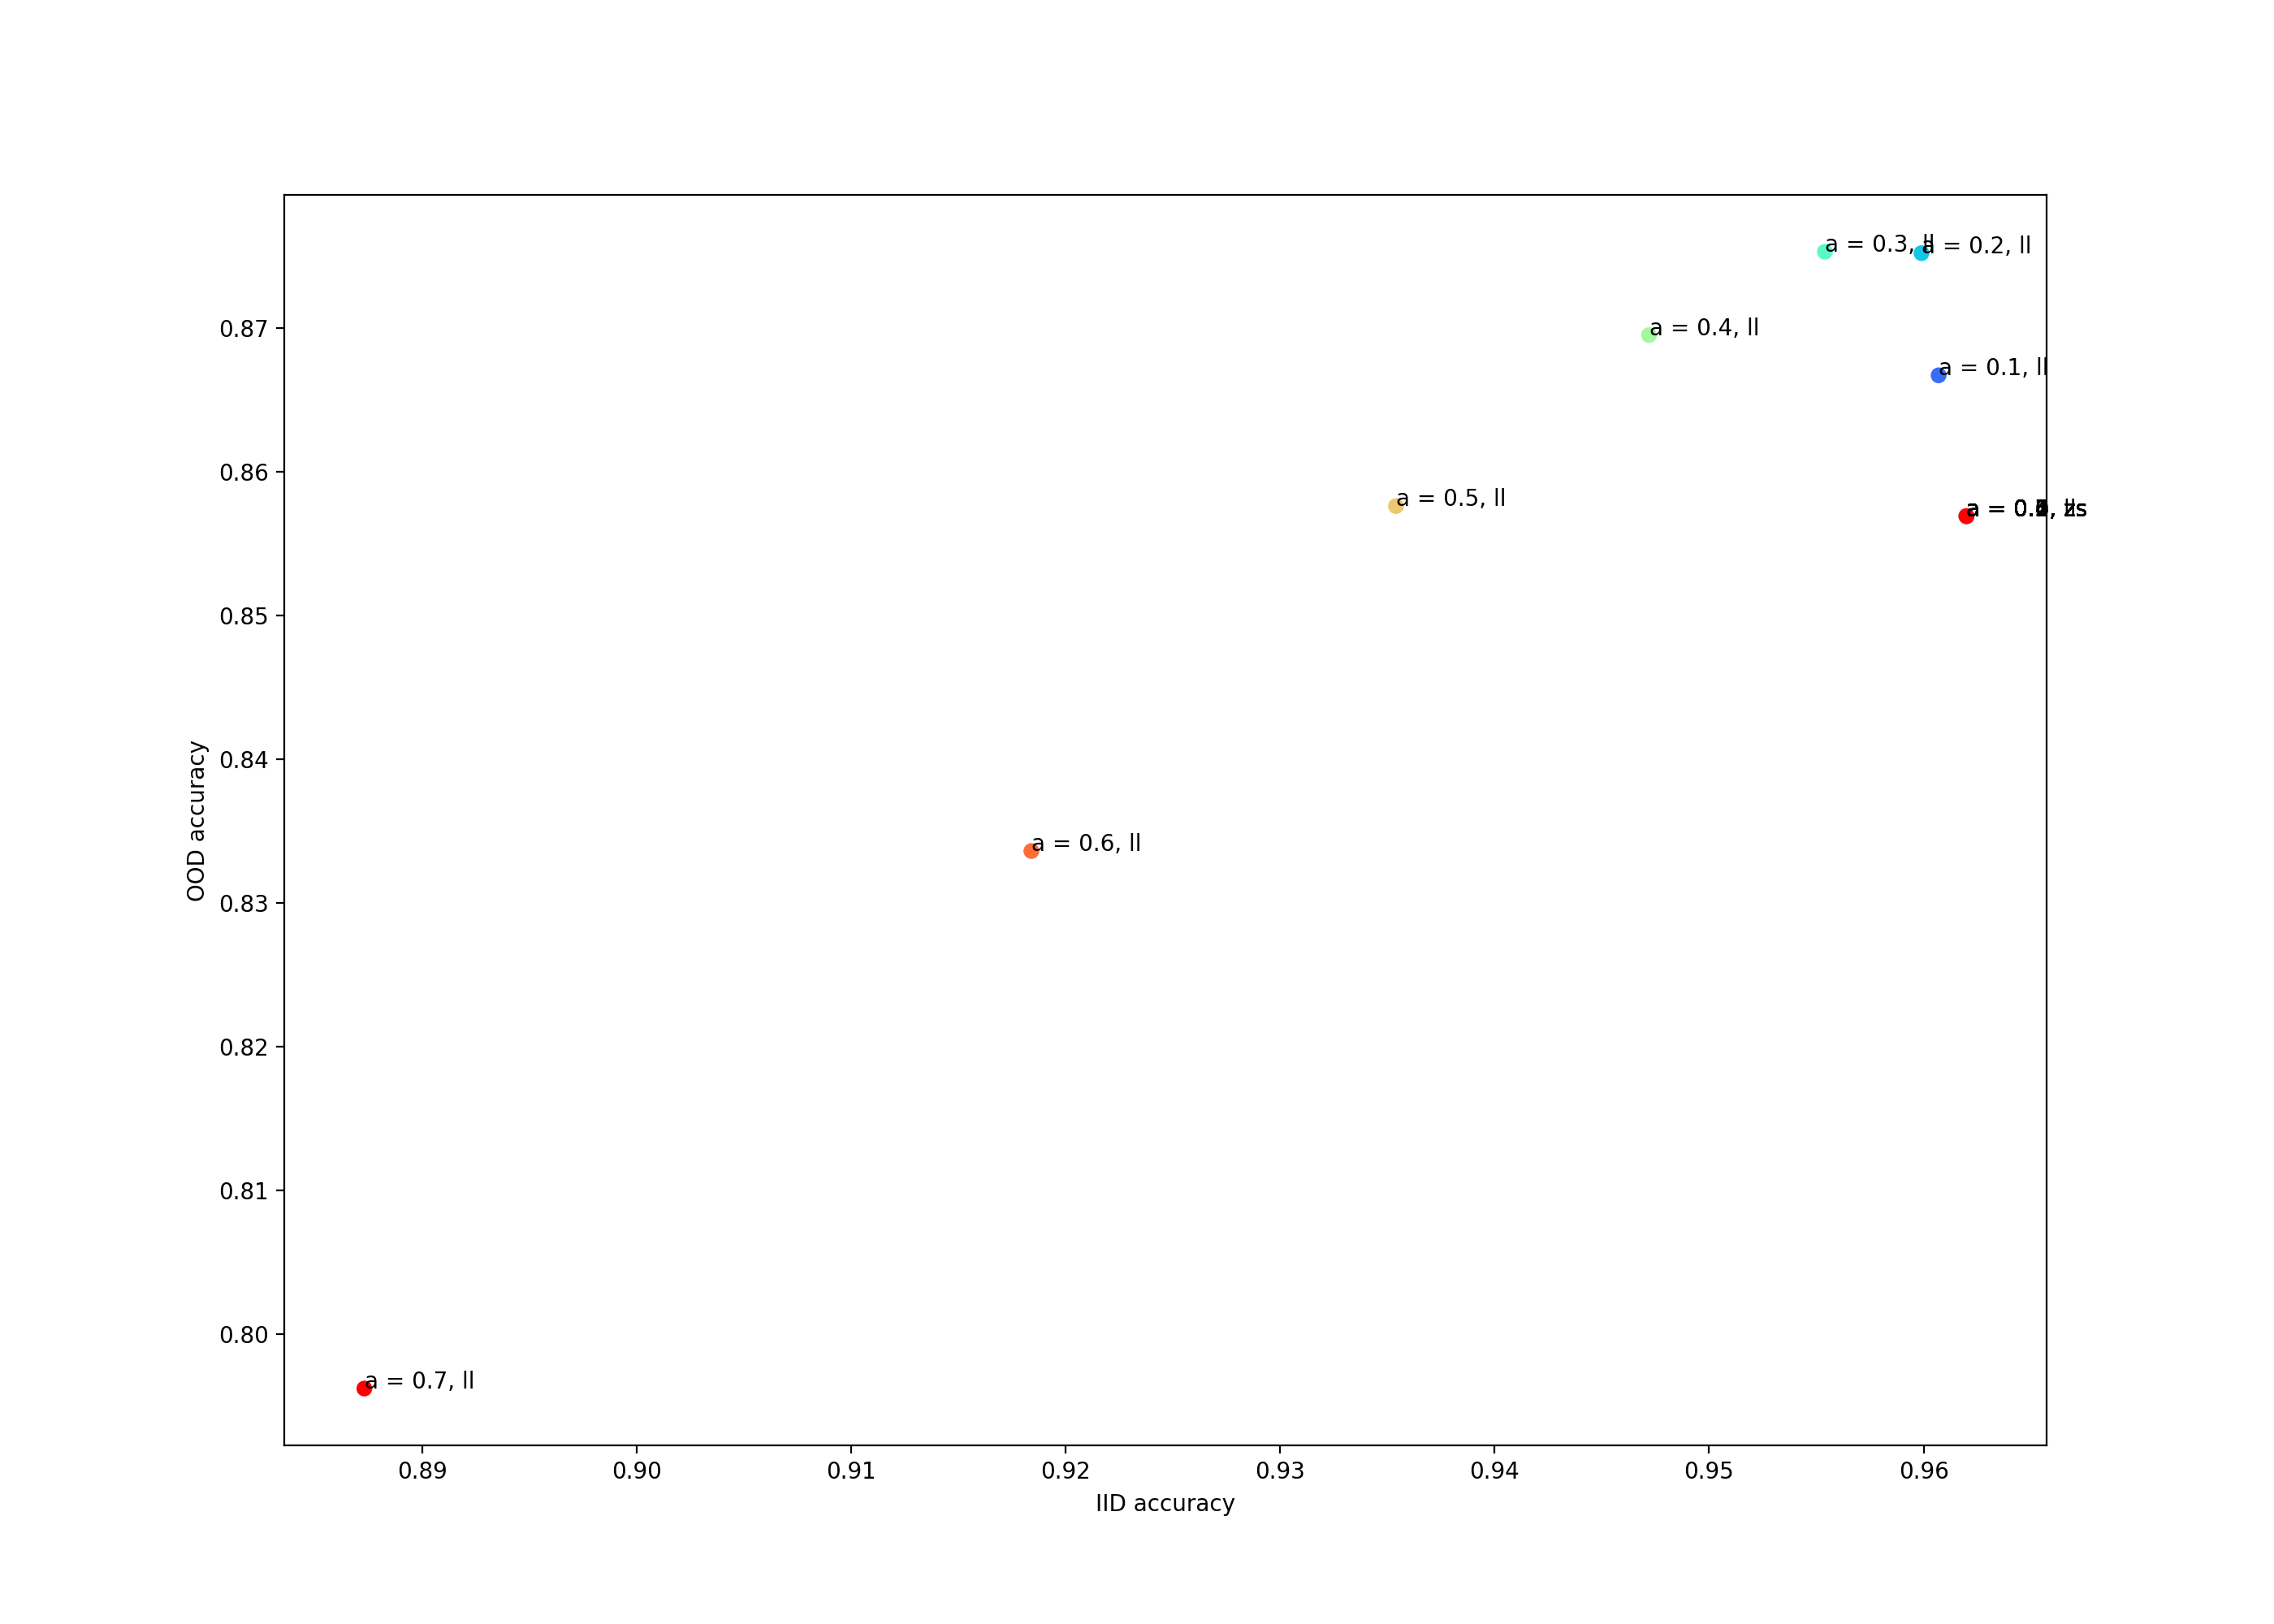 a = 0.3, ll
a = 0.2, ll
a = 0.4, ll
a = 0.1, ll
a = 0.5, ll
a = 0.6, ll
a = 0.7, ll
0.87
0.86
0.85
0.84
0.83
0.82
0.81
0.80
OOD accuracy
0.89
0.90
0.91
0.92
0.93
0.94
0.95
0.96
IID accuracy